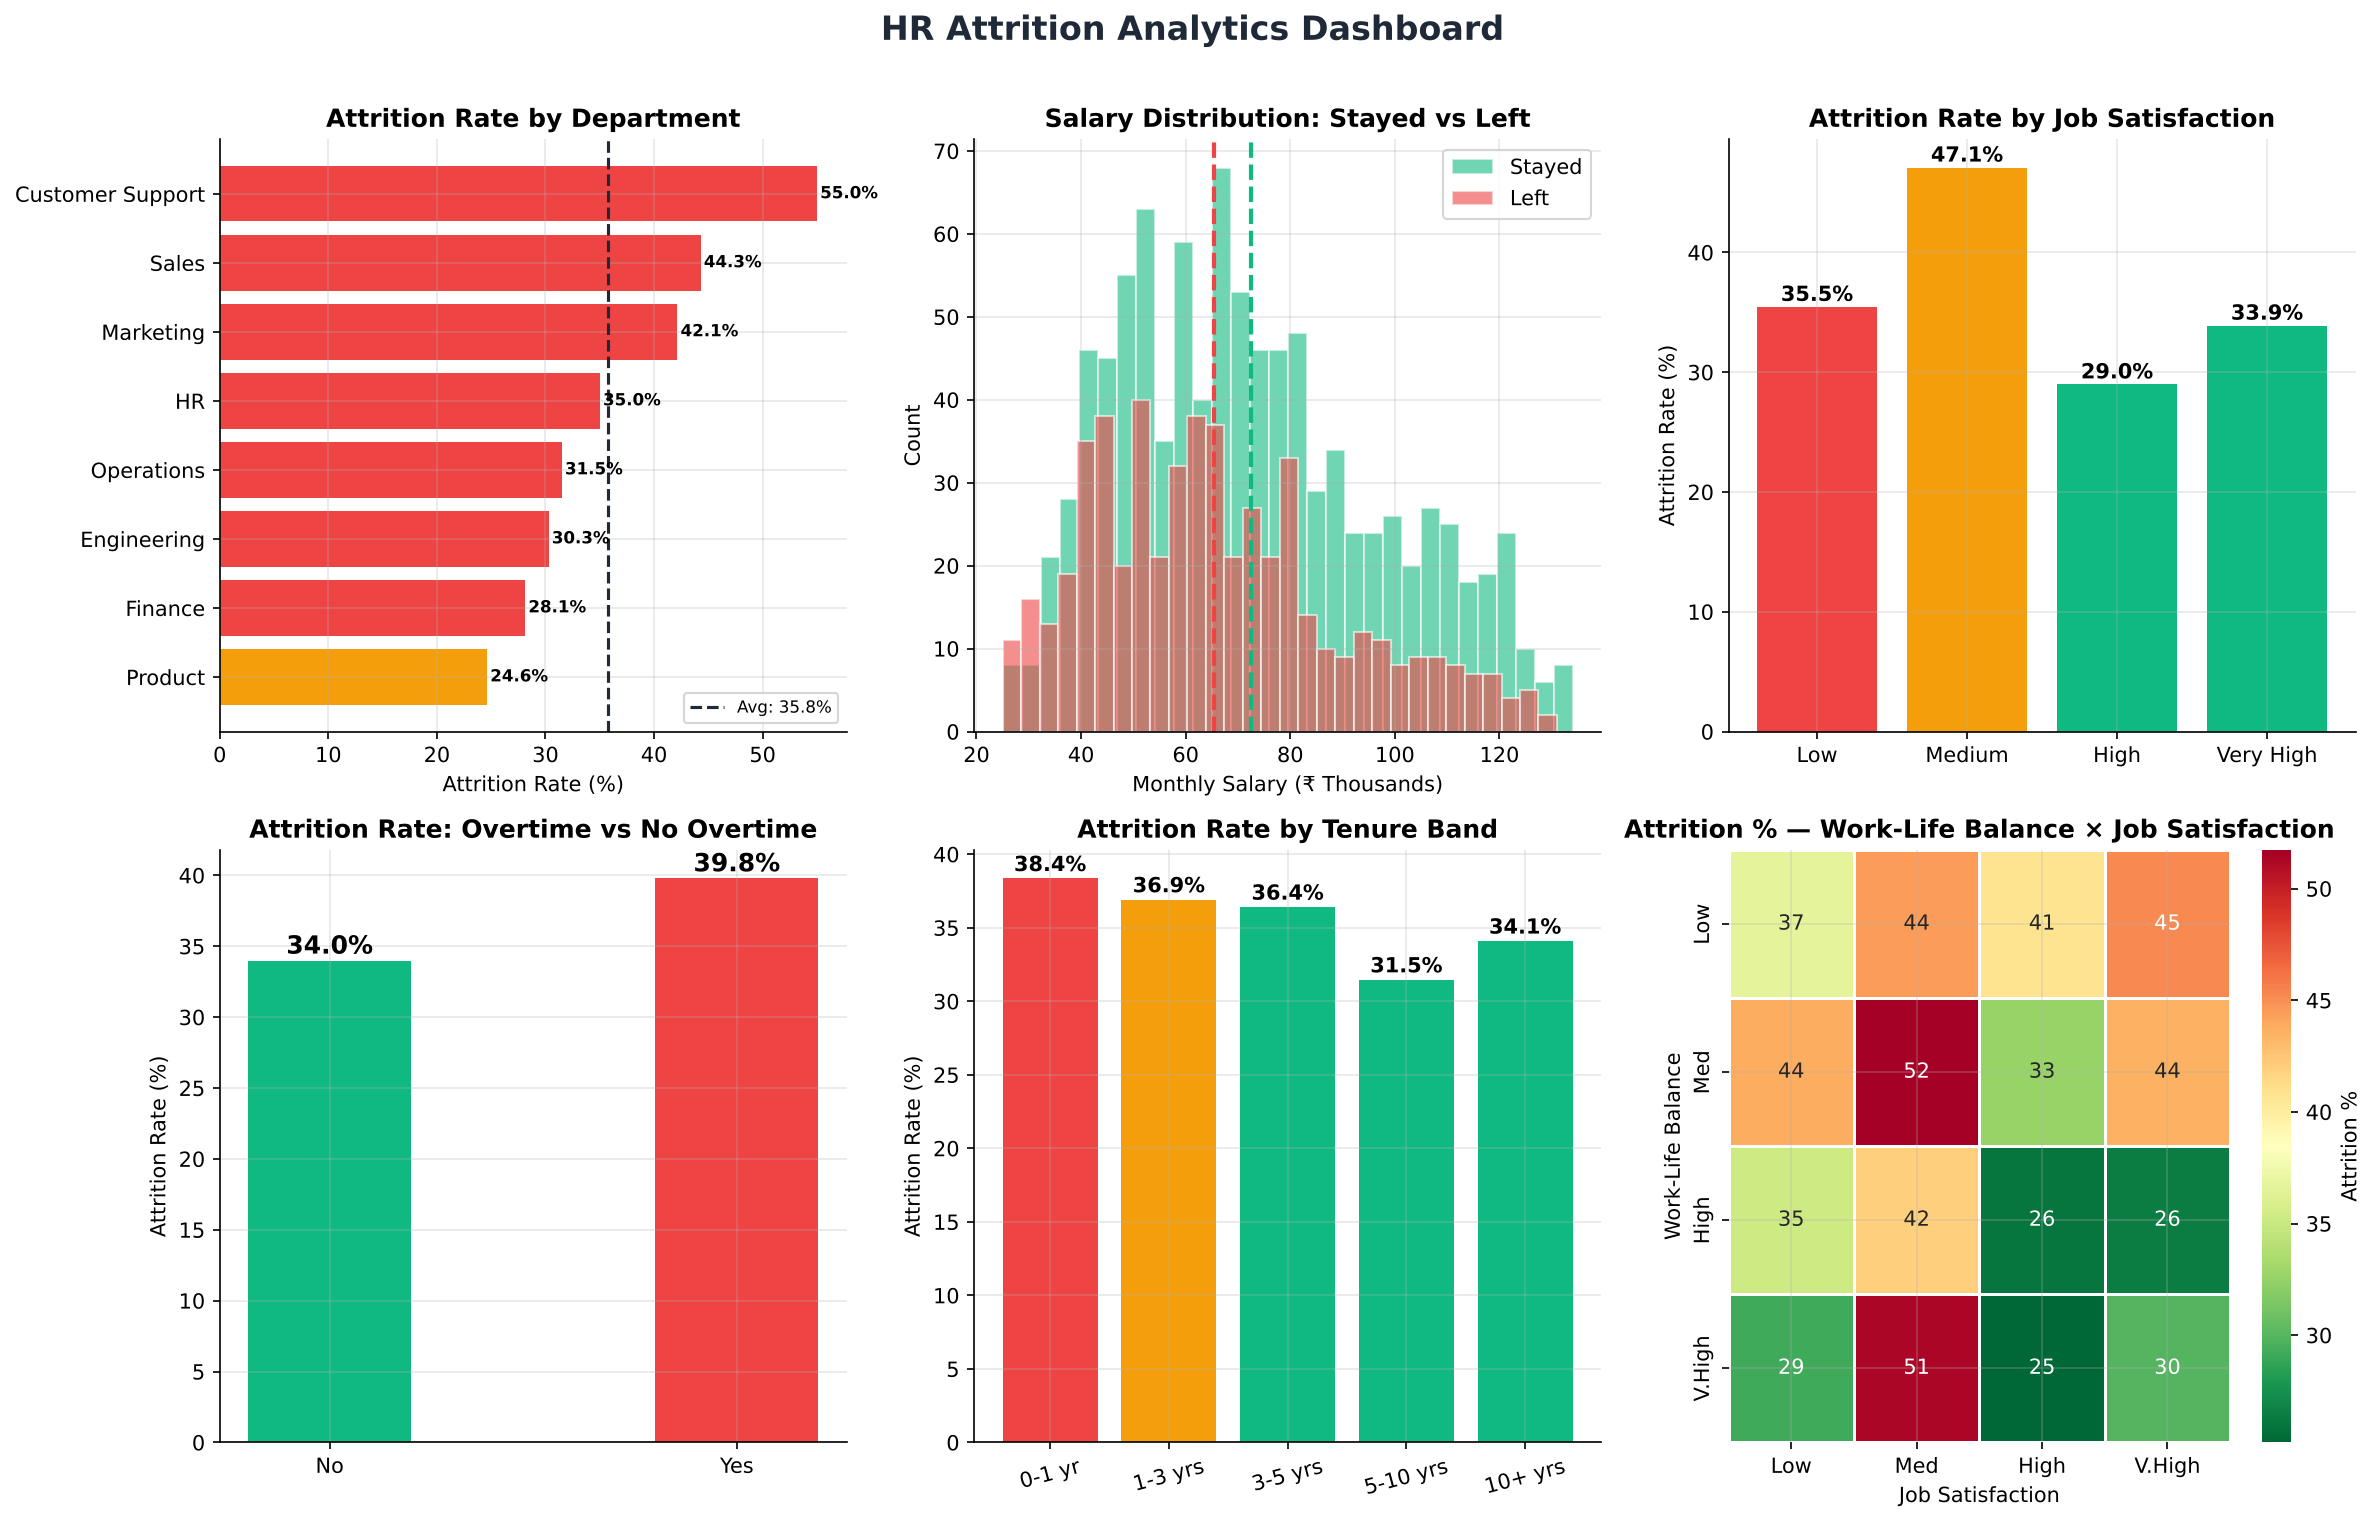 HR Attrition Analytics Dashboard
Attrition Rate by Department
Customer Support
55.0%
Sales
44.3%
Marketing
42.1%
HR
35.0%
Operations
31.5%
Engineering
30.3%
Finance
28.1%
Product
24.6%
Avg: 35.8%
0 10 20 30 40 50
Attrition Rate (%)
Salary Distribution: Stayed vs Left
Stayed
Left
70
60
50
40
30
20
10
0
Count
20 40 60 80 100 120
Monthly Salary (₹ Thousands)
Attrition Rate by Job Satisfaction
47.1%
35.5%
33.9%
29.0%
40
30
20
10
0
Attrition Rate (%)
Low Medium High Very High
Attrition Rate: Overtime vs No Overtime
39.8%
34.0%
40
35
30
25
20
15
10
5
0
Attrition Rate (%)
No Yes
Attrition Rate by Tenure Band
38.4%
36.9%
36.4%
31.5%
34.1%
40
35
30
25
20
15
10
5
0
Attrition Rate (%)
0-1 yr 1-3 yrs 3-5 yrs 5-10 yrs 10+ yrs
Attrition % — Work-Life Balance × Job Satisfaction
Low 37 44 41 45
Med 44 52 33 44
High 35 42 26 26
V.High 29 51 25 30
Work-Life Balance
Low Med High V.High
Job Satisfaction
50
45
40
35
30
Attrition %